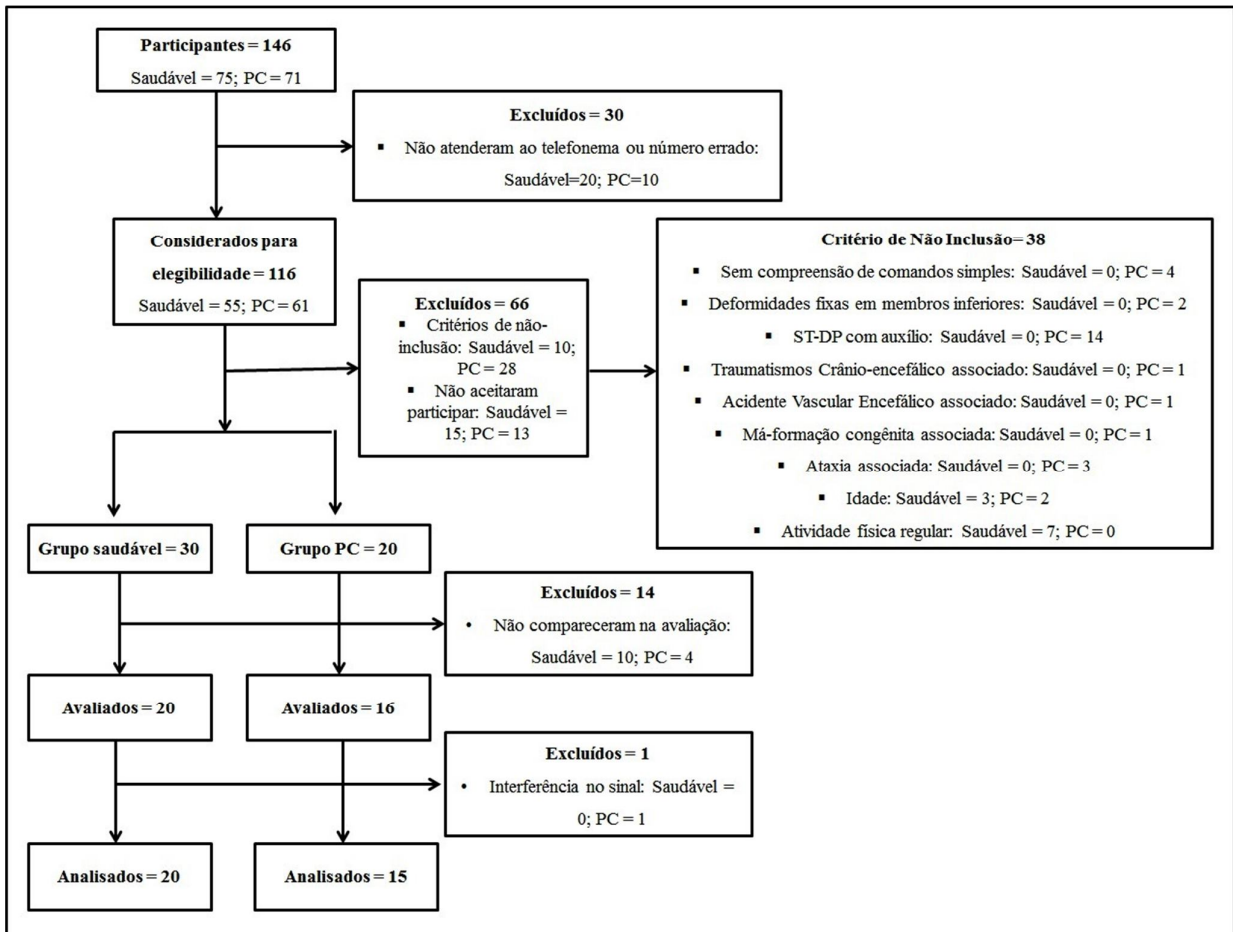 Participantes = 146
Saudável = 75; PC = 71
Excluídos = 30
▪ Não atenderam ao telefonema ou número errado:
Saudável=20; PC=10
Considerados para
elegibilidade = 116
Saudável = 55; PC = 61
Excluídos = 66
▪ Critérios de não-
inclusão: Saudável = 10;
PC = 28
▪ Não aceitaram
participar: Saudável =
15; PC = 13
Critério de Não Inclusão= 38
▪ Sem compreensão de comandos simples: Saudável = 0; PC = 4
▪ Deformidades fixas em membros inferiores: Saudável = 0; PC = 2
▪ ST-DP com auxílio: Saudável = 0; PC = 14
▪ Traumatismos Crânio-encefálico associado: Saudável = 0; PC = 1
▪ Acidente Vascular Encefálico associado: Saudável = 0; PC = 1
▪ Má-formação congênita associada: Saudável = 0; PC = 1
▪ Ataxia associada: Saudável = 0; PC = 3
▪ Idade: Saudável = 3; PC = 2
▪ Atividade física regular: Saudável = 7; PC = 0
Grupo saudável = 30
Grupo PC = 20
Excluídos = 14
• Não compareceram na avaliação:
Saudável = 10; PC = 4
Avaliados = 20
Avaliados = 16
Excluídos = 1
• Interferência no sinal: Saudável =
0; PC = 1
Analisados = 20
Analisados = 15